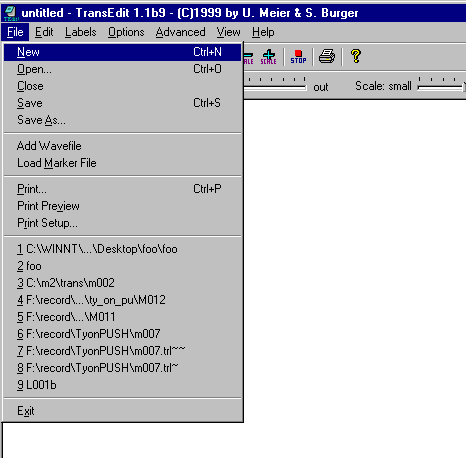 untitled - TransEdit 1.1b9 - (C)1999 by U. Meier & S. Burger
File Edit Labels Options Advanced View Help
New Ctrl+N
Open... Ctrl+O
Close
Save Ctrl+S
Save As...
Add Wavefile
Load Marker File
Print... Ctrl+P
Print Preview
Print Setup...
1 C:\WINNT\...\Desktop\foo\foo
2 foo
3 C:\m2\trans\m002
4 F:\record\...\ty_on_pu\M012
5 F:\record\...\M011
6 F:\record\TyonPUSH\m007
7 F:\record\TyonPUSH\m007.trl~~
8 F:\record\TyonPUSH\m007.trl~
9 L001b
Exit
SCALE STOP
out Scale: small